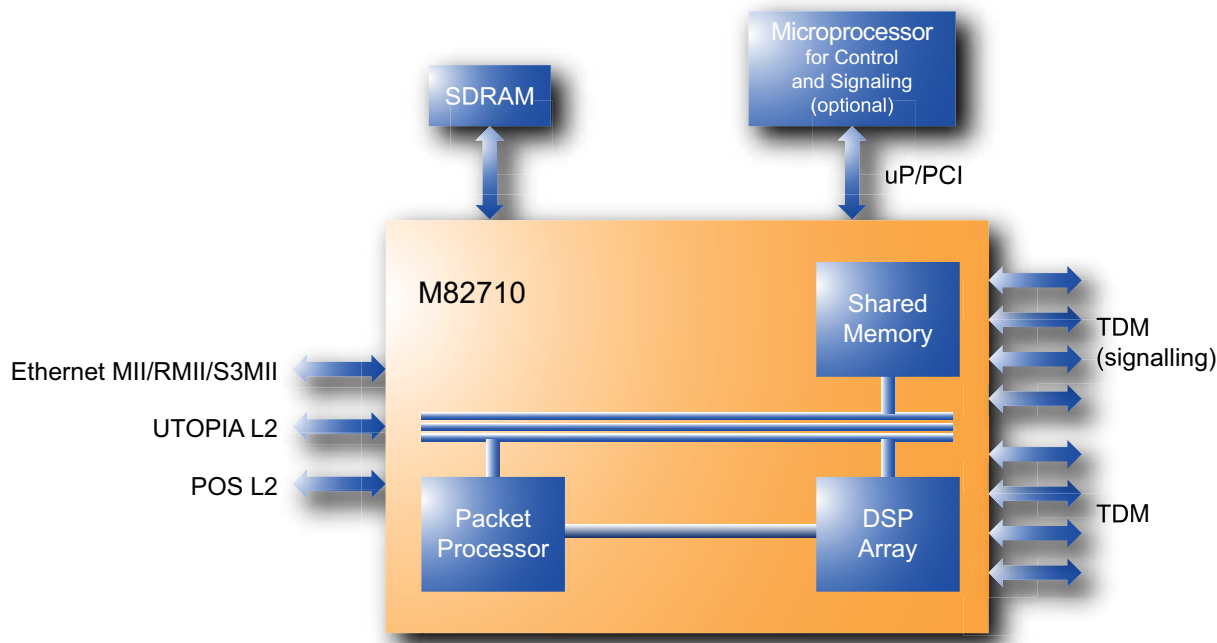 Microprocessor
for Control
and Signaling
(optional)
SDRAM
uP/PCI
M82710
Shared
Memory
TDM
(signalling)
Ethernet MII/RMII/S3MII
UTOPIA L2
POS L2
Packet
Processor
DSP
Array
TDM